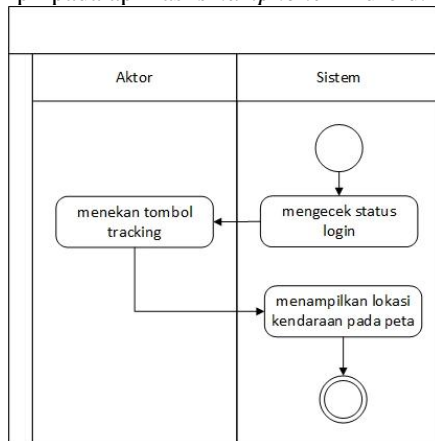 Aktor
Sistem
mengecek status
login
menekan tombol
tracking
menampilkan lokasi
kendaraan pada peta